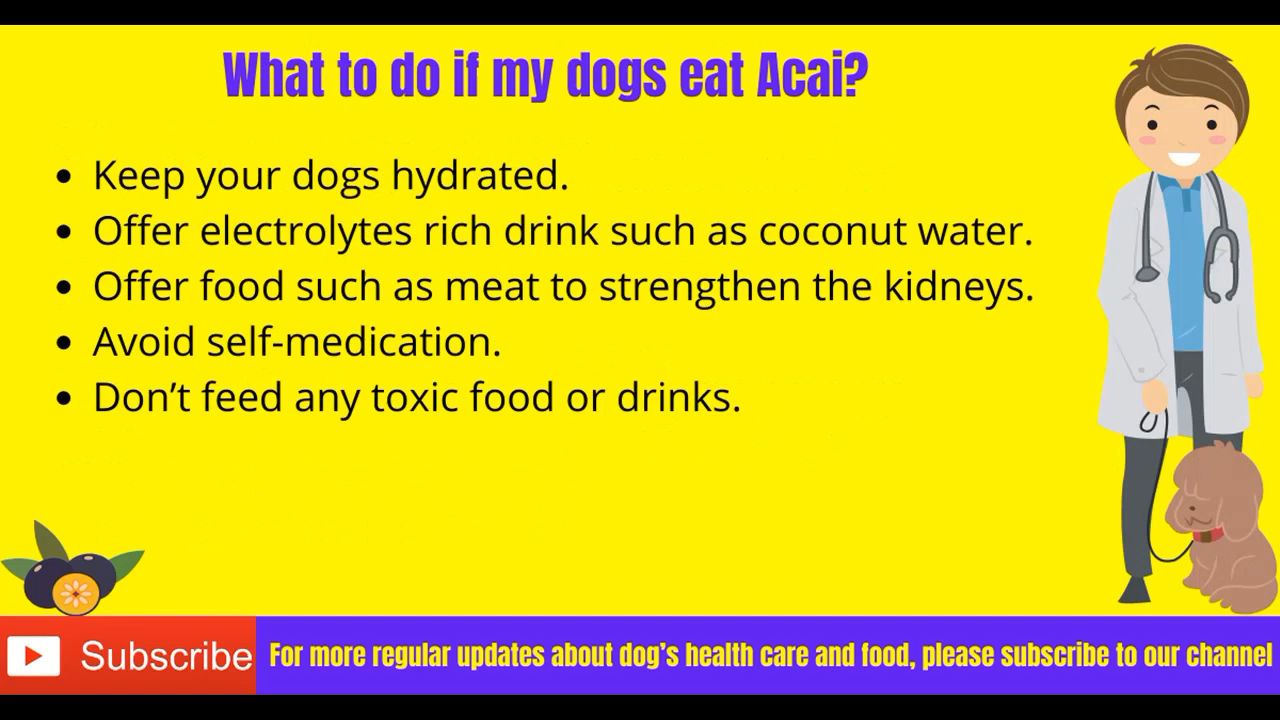 What to do if my dogs eat Acai?
• Keep your dogs hydrated.
• Offer electrolytes rich drink such as coconut water.
• Offer food such as meat to strengthen the kidneys.
• Avoid self-medication.
• Don’t feed any toxic food or drinks.
Subscribe
For more regular updates about dog’s health care and food, please subscribe to our channel